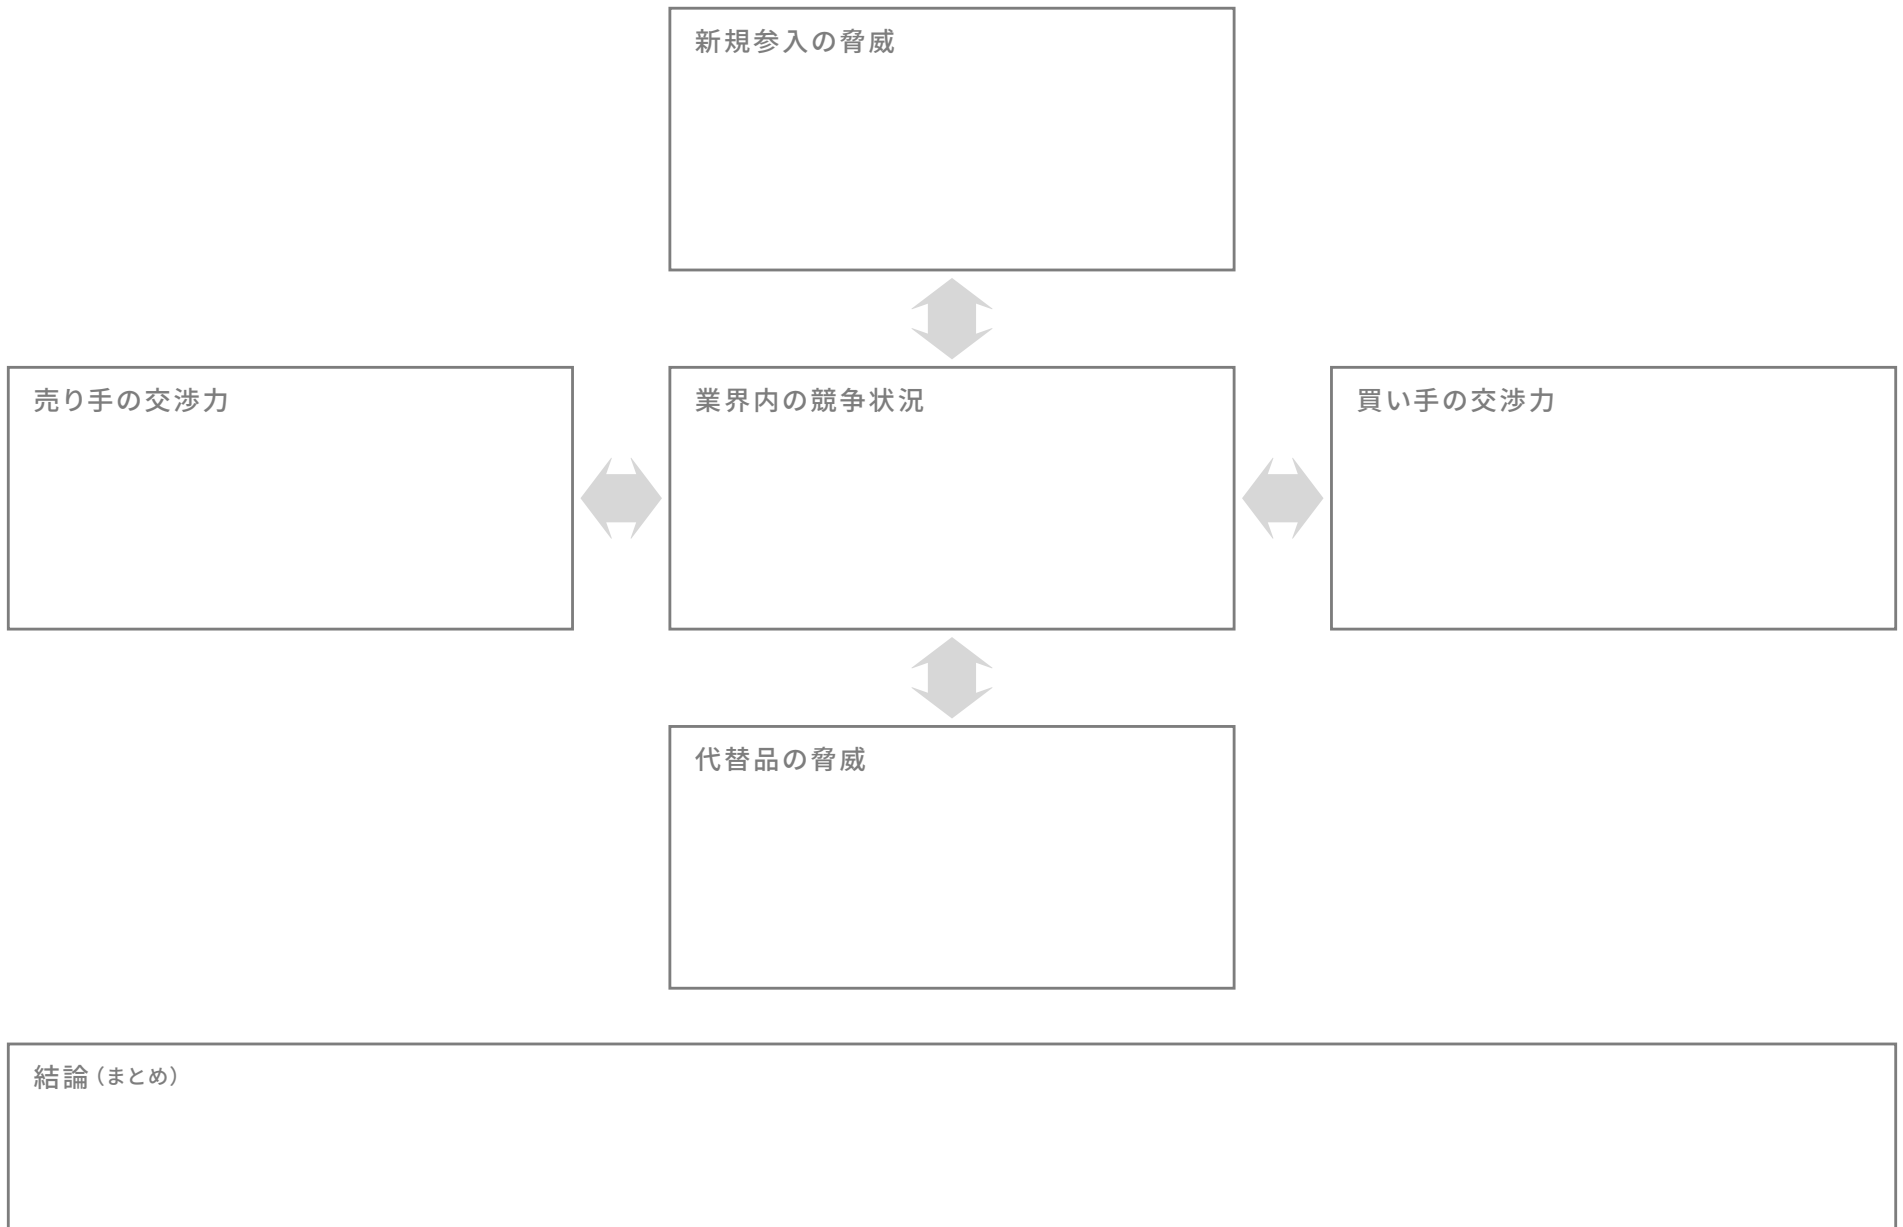 新規参入の脅威
売り手の交渉力
業界内の競争状況
買い手の交渉力
代替品の脅威
結論（まとめ）